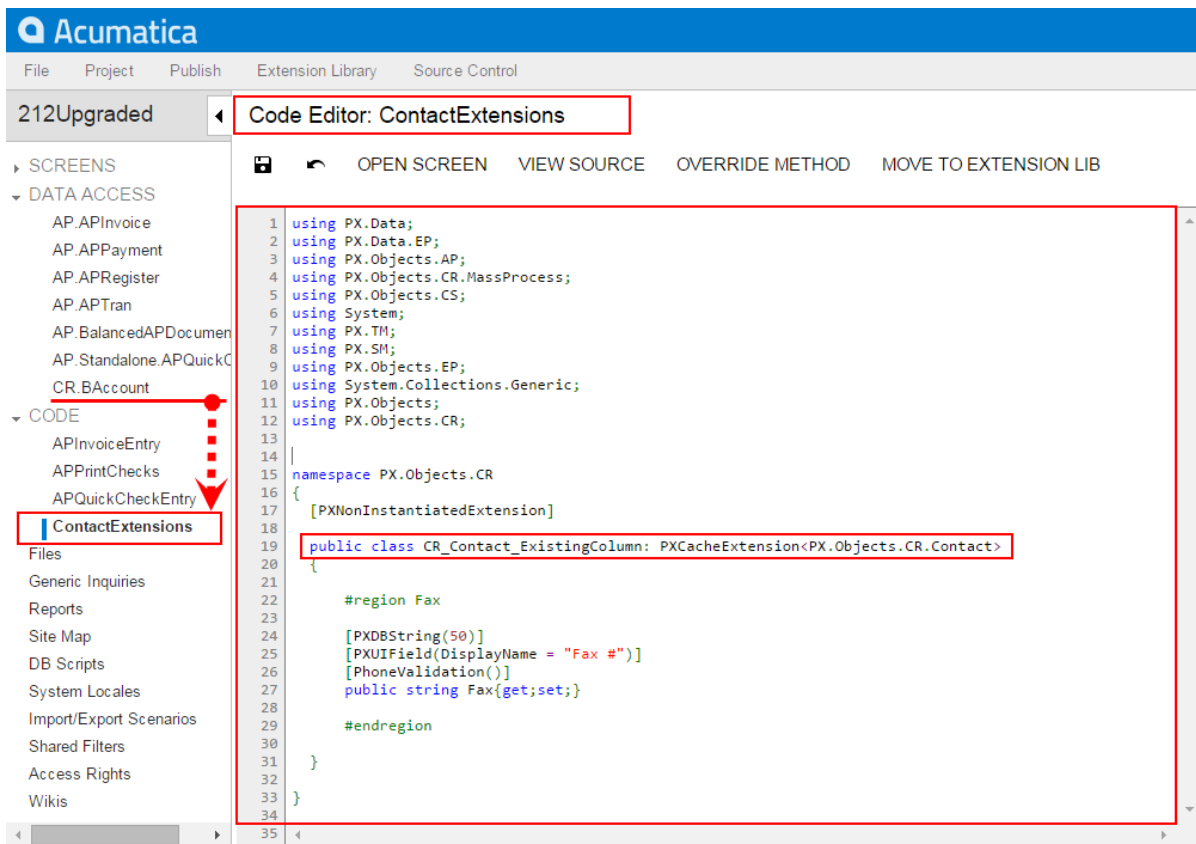 Acumatica
File Project Publish Extension Library Source Control
212Upgraded
Code Editor: ContactExtensions
OPEN SCREEN VIEW SOURCE OVERRIDE METHOD MOVE TO EXTENSION LIB
SCREENS
DATA ACCESS
AP.APInvoice
AP.APPayment
AP.APRegister
AP.APTran
AP.BalancedAPDocumen
AP.Standalone.APQuickC
CR.BAccount
CODE
APInvoiceEntry
APPrintChecks
APQuickCheckEntry
ContactExtensions
Files
Generic Inquiries
Reports
Site Map
DB Scripts
System Locales
Import/Export Scenarios
Shared Filters
Access Rights
Wikis
1 using PX.Data;
2 using PX.Data.EP;
3 using PX.Objects.AP;
4 using PX.Objects.CR.MassProcess;
5 using PX.Objects.CS;
6 using System;
7 using PX.TM;
8 using PX.SM;
9 using PX.Objects.EP;
10 using System.Collections.Generic;
11 using PX.Objects;
12 using PX.Objects.CR;
13
14
15 namespace PX.Objects.CR
16 {
17 [PXNonInstantiatedExtension]
18
19 public class CR_Contact_ExistingColumn: PXCacheExtension<PX.Objects.CR.Contact>
20 {
21
22 #region Fax
23
24 [PXDBString(50)]
25 [PXUIField(DisplayName = "Fax #")]
26 [PhoneValidation()]
27 public string Fax{get;set;}
28
29 #endregion
30
31 }
32
33 }
34
35